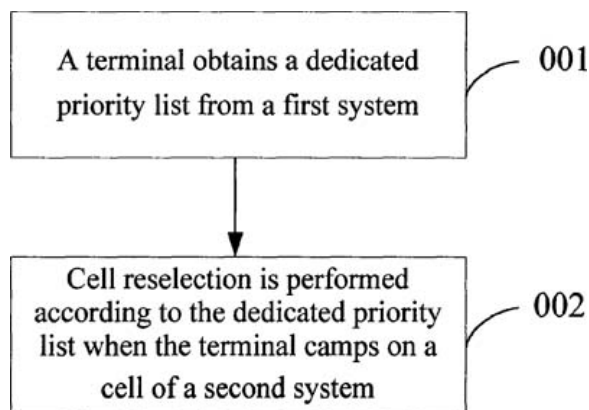 A terminal obtains a dedicated
priority list from a first system
001
Cell reselection is performed
according to the dedicated priority
list when the terminal camps on a
cell of a second system
002